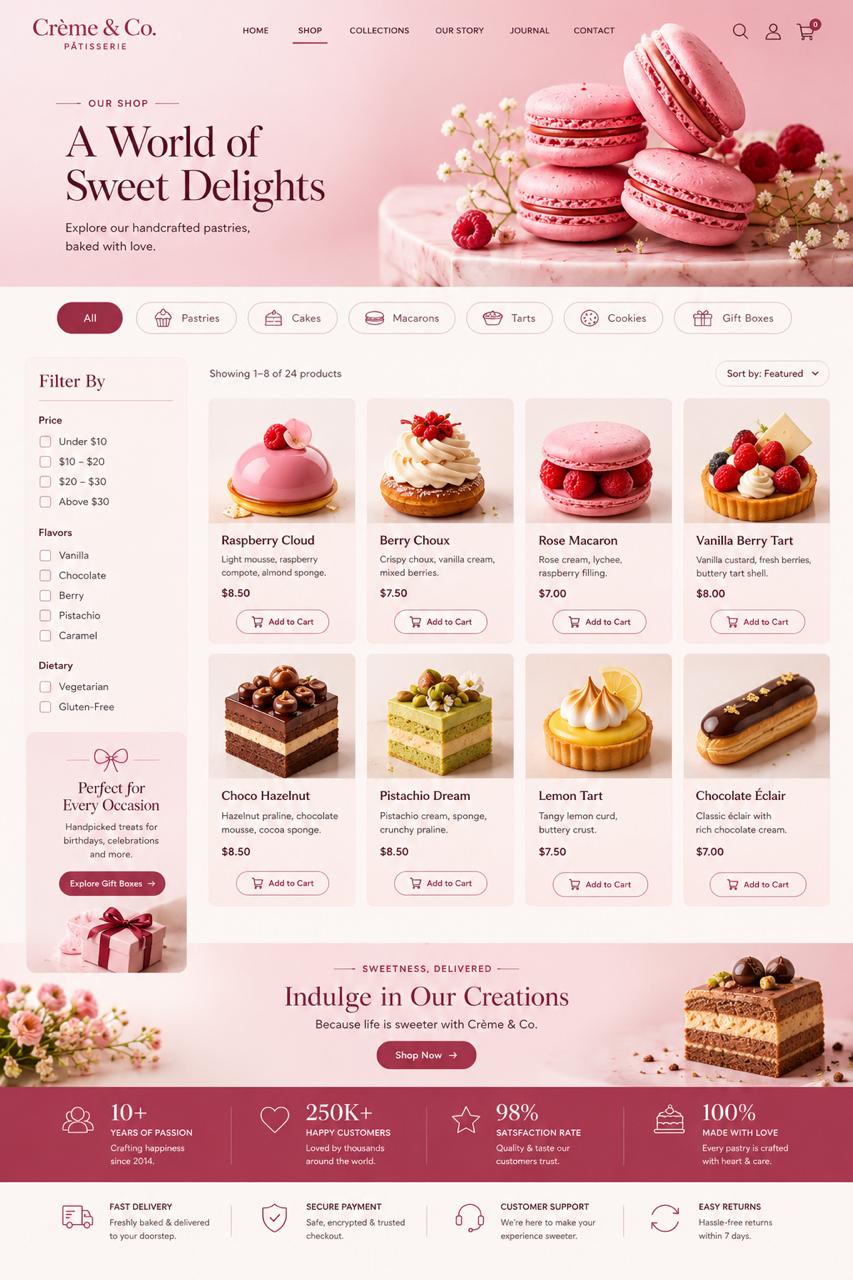 Crème & Co.
PÂTISSERIE
HOME
SHOP
COLLECTIONS
OUR STORY
JOURNAL
CONTACT
0
OUR SHOP
A World of
Sweet Delights
Explore our handcrafted pastries,
baked with love.
All
Pastries
Cakes
Macarons
Tarts
Cookies
Gift Boxes
Filter By
Price
Under $10
$10 – $20
$20 – $30
Above $30
Flavors
Vanilla
Chocolate
Berry
Pistachio
Caramel
Dietary
Vegetarian
Gluten-Free
Perfect for
Every Occasion
Handpicked treats for
birthdays, celebrations
and more.
Explore Gift Boxes →
Showing 1–8 of 24 products
Sort by: Featured
Raspberry Cloud
Light mousse, raspberry
compote, almond sponge.
$8.50
Add to Cart
Berry Choux
Crispy choux, vanilla cream,
mixed berries.
$7.50
Add to Cart
Rose Macaron
Rose cream, lychee,
raspberry filling.
$7.00
Add to Cart
Vanilla Berry Tart
Vanilla custard, fresh berries,
buttery tart shell.
$8.00
Add to Cart
Choco Hazelnut
Hazelnut praline, chocolate
mousse, cocoa sponge.
$8.50
Add to Cart
Pistachio Dream
Pistachio cream, sponge,
crunchy praline.
$8.50
Add to Cart
Lemon Tart
Tangy lemon curd,
buttery crust.
$7.50
Add to Cart
Chocolate Éclair
Classic éclair with
rich chocolate cream.
$7.00
Add to Cart
SWEETNESS, DELIVERED
Indulge in Our Creations
Because life is sweeter with Crème & Co.
Shop Now →
10+
YEARS OF PASSION
Crafting happiness
since 2014.
250K+
HAPPY CUSTOMERS
Loved by thousands
around the world.
98%
SATSFACTION RATE
Quality & taste our
customers trust.
100%
MADE WITH LOVE
Every pastry is crafted
with heart & care.
FAST DELIVERY
Freshly baked & delivered
to your doorstep.
SECURE PAYMENT
Safe, encrypted & trusted
checkout.
CUSTOMER SUPPORT
We're here to make your
experience sweeter.
EASY RETURNS
Hassle-free returns
within 7 days.